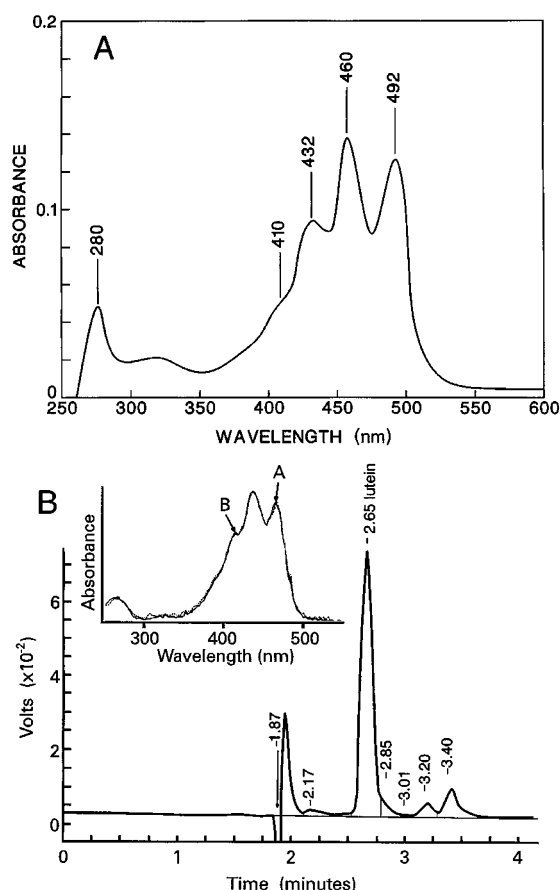 A
0.2
0.1
0
ABSORBANCE
280
410
432
460
492
250 300 350 400 450 500 600
WAVELENGTH (nm)
B
Absorbance
B
A
300 400 500
Wavelength (nm)
Volts (x10-2)
6
4
2
0
-1.87
-2.17
- 2.65 lutein
-2.85
-3.01
-3.20
-3.40
0 1 2 3 4
Time (minutes)